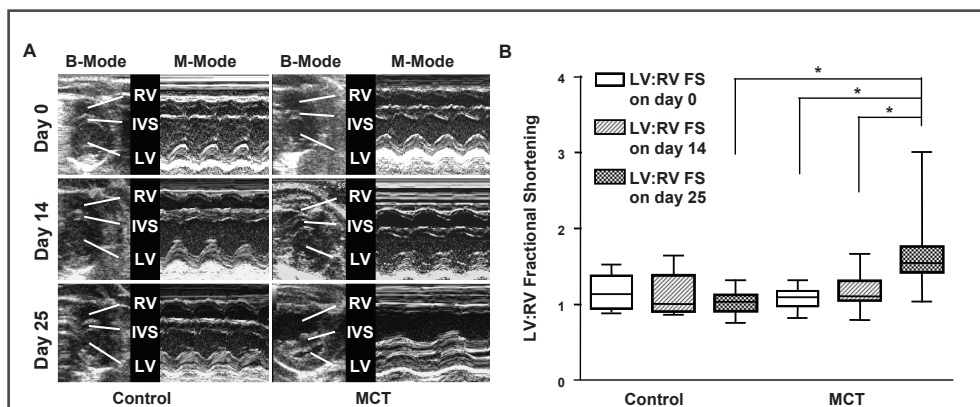 A
B-Mode M-Mode B-Mode M-Mode
Day 0
RV RV
IVS IVS
LV LV
Day 14
RV RV
IVS IVS
LV LV
Day 25
RV RV
IVS IVS
LV LV
Control MCT
B
LV:RV Fractional Shortening
4
3
2
1
0
LV:RV FS
on day 0
LV:RV FS
on day 14
LV:RV FS
on day 25
*
*
*
Control MCT